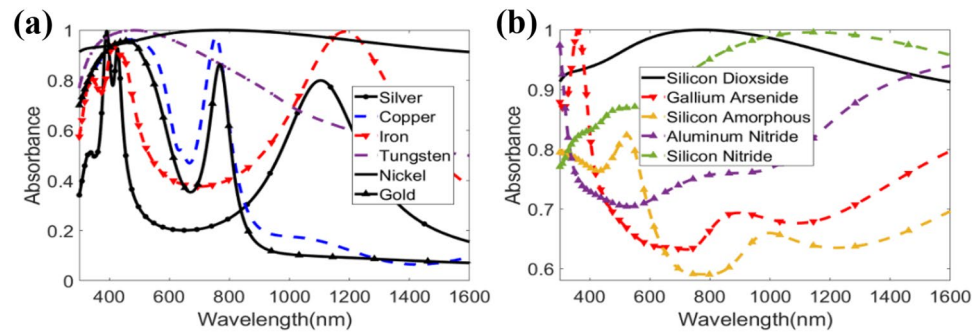 (a)
Absorbance
1
0.8
0.6
0.4
0.2
0
Silver
Copper
Iron
Tungsten
Nickel
Gold
400 600 800 1000 1200 1400 1600
Wavelength(nm)
(b)
Absorbance
1
0.9
0.8
0.7
0.6
Silicon Dioxside
Gallium Arsenide
Silicon Amorphous
Aluminum Nitride
Silicon Nitride
400 600 800 1000 1200 1400 1600
Wavelength(nm)